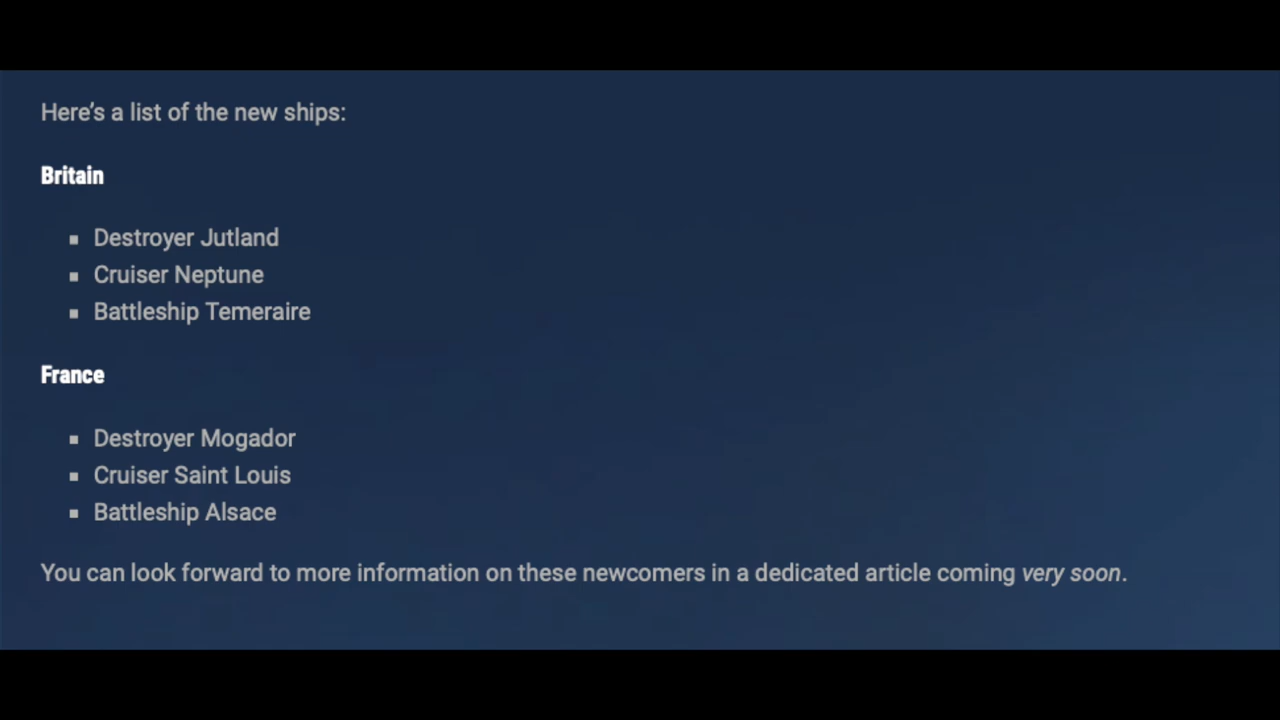 Here's a list of the new ships:
Britain
Destroyer Jutland
Cruiser Neptune
Battleship Temeraire
France
Destroyer Mogador
Cruiser Saint Louis
Battleship Alsace
You can look forward to more information on these newcomers in a dedicated article coming very soon.